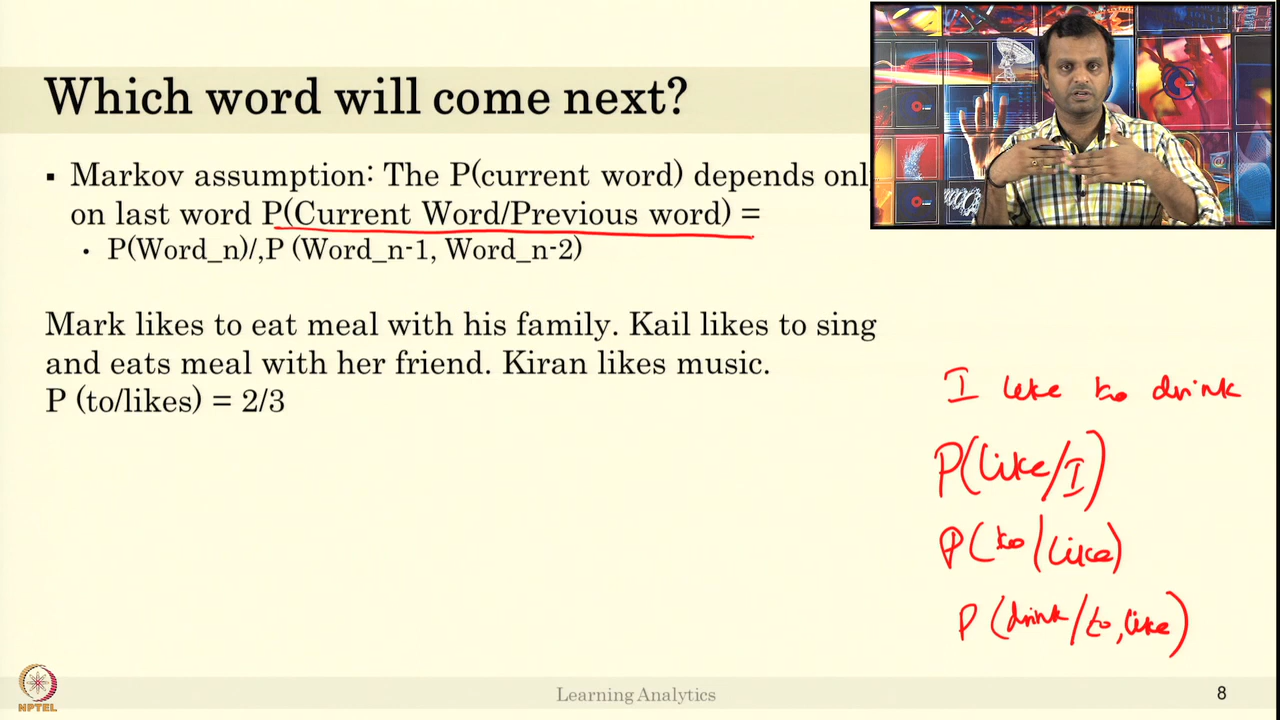 Which word will come next?
▪ Markov assumption: The P(current word) depends onl
on last word P(Current Word/Previous word) =
• P(Word_n)/,P (Word_n-1, Word_n-2)
Mark likes to eat meal with his family. Kail likes to sing
and eats meal with her friend. Kiran likes music.
P (to/likes) = 2/3
I like to drink
P(like/I)
P(to/like)
P(drink/to,like)
NPTEL
Learning Analytics
8